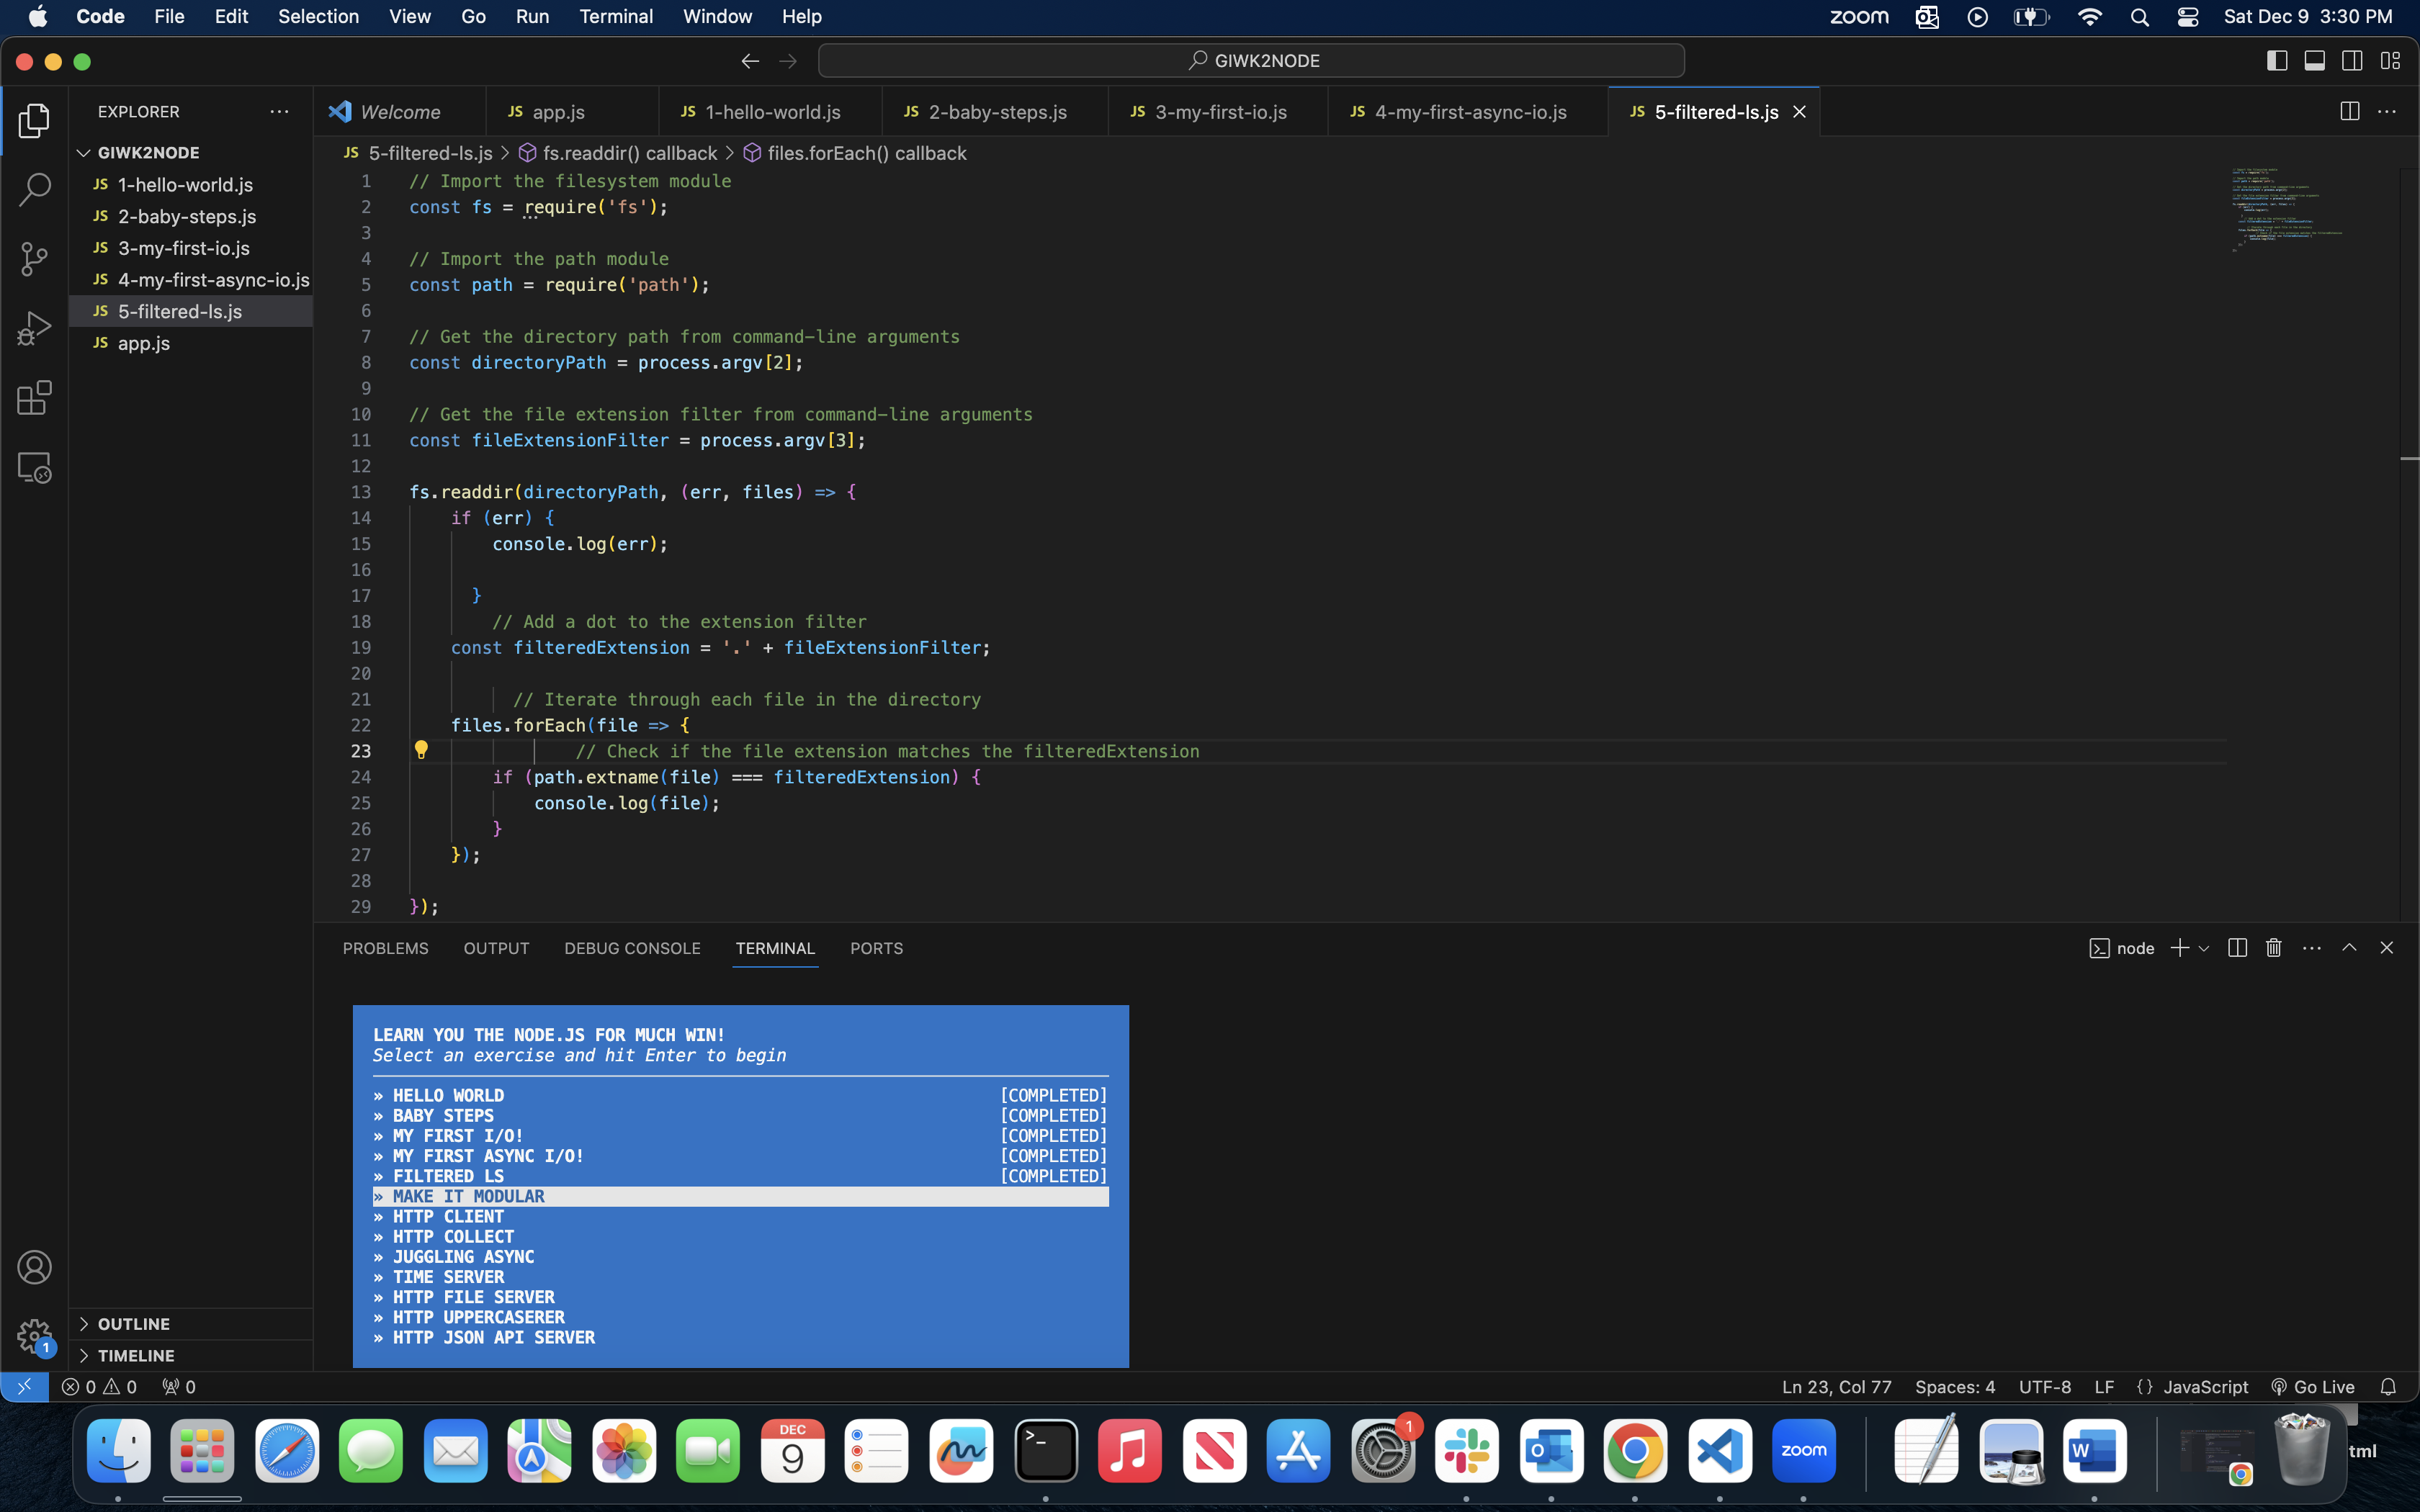 Code File Edit Selection View Go Run Terminal Window Help zoom Sat Dec 9 3:30 PM
GIWK2NODE
EXPLORER
Welcome
JS app.js
JS 1-hello-world.js
JS 2-baby-steps.js
JS 3-my-first-io.js
JS 4-my-first-async-io.js
JS 5-filtered-ls.js
GIWK2NODE
JS 1-hello-world.js
JS 2-baby-steps.js
JS 3-my-first-io.js
JS 4-my-first-async-io.js
JS 5-filtered-ls.js
JS app.js
OUTLINE
TIMELINE
JS 5-filtered-ls.js > fs.readdir() callback > files.forEach() callback
1 // Import the filesystem module
2 const fs = require('fs');
3
4 // Import the path module
5 const path = require('path');
6
7 // Get the directory path from command-line arguments
8 const directoryPath = process.argv[2];
9
10 // Get the file extension filter from command-line arguments
11 const fileExtensionFilter = process.argv[3];
12
13 fs.readdir(directoryPath, (err, files) => {
14 if (err) {
15 console.log(err);
16
17 }
18 // Add a dot to the extension filter
19 const filteredExtension = '.' + fileExtensionFilter;
20
21 // Iterate through each file in the directory
22 files.forEach(file => {
23 // Check if the file extension matches the filteredExtension
24 if (path.extname(file) === filteredExtension) {
25 console.log(file);
26 }
27 });
28
29 });
PROBLEMS OUTPUT DEBUG CONSOLE TERMINAL PORTS node
LEARN YOU THE NODE.JS FOR MUCH WIN!
Select an exercise and hit Enter to begin
» HELLO WORLD [COMPLETED]
» BABY STEPS [COMPLETED]
» MY FIRST I/O! [COMPLETED]
» MY FIRST ASYNC I/O! [COMPLETED]
» FILTERED LS [COMPLETED]
» MAKE IT MODULAR
» HTTP CLIENT
» HTTP COLLECT
» JUGGLING ASYNC
» TIME SERVER
» HTTP FILE SERVER
» HTTP UPPERCASERER
» HTTP JSON API SERVER
1
0 0 0 Ln 23, Col 77 Spaces: 4 UTF-8 LF {} JavaScript Go Live
DEC
9
1
zoom
W
tml